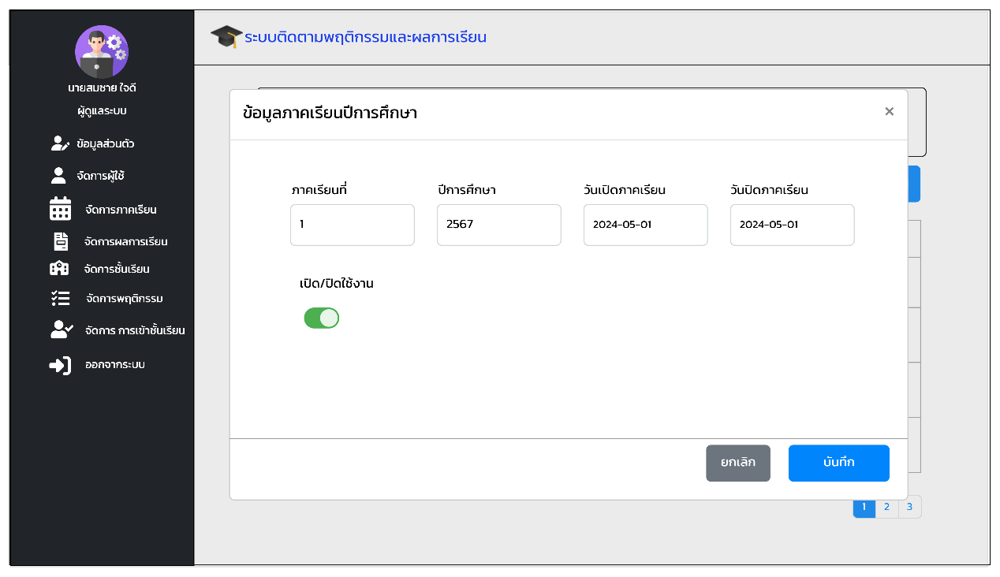 ระบบติดตามพฤติกรรมและผลการเรียน
นายสมชาย ใจดี
ผู้ดูแลระบบ
ข้อมูลส่วนตัว
จัดการผู้ใช้
จัดการภาคเรียน
จัดการผลการเรียน
จัดการชั้นเรียน
จัดการพฤติกรรม
จัดการ การเข้าชั้นเรียน
ออกจากระบบ
ข้อมูลภาคเรียนปีการศึกษา ×
ภาคเรียนที่ ปีการศึกษา วันเปิดภาคเรียน วันปิดภาคเรียน
1 2567 2024-05-01 2024-05-01
เปิด/ปิดใช้งาน
ยกเลิก บันทึก
1 2 3